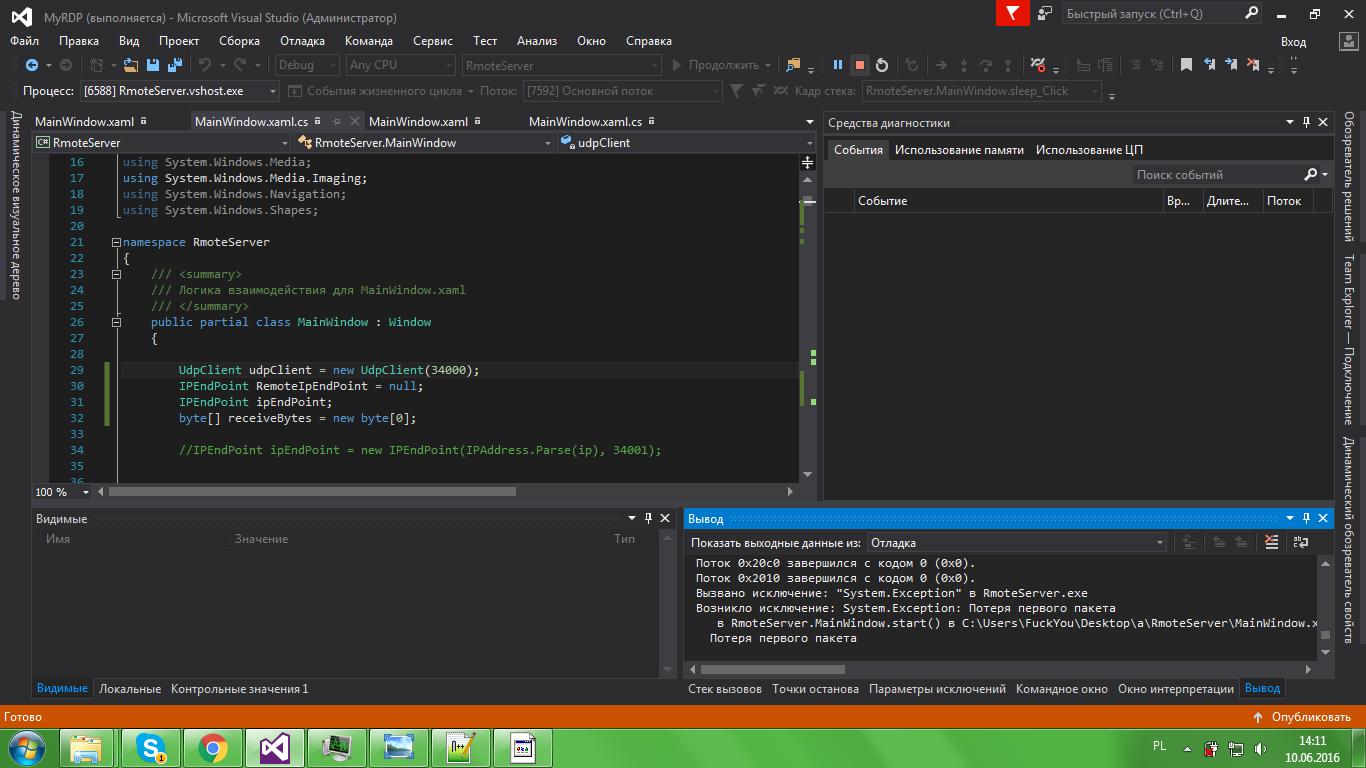 MyRDP (выполняется) - Microsoft Visual Studio (Администратор)
Быстрый запуск (Ctrl+Q)
Файл Правка Вид Проект Сборка Отладка Команда Сервис Тест Анализ Окно Справка
Вход
Debug Any CPU RmoteServer Продолжить
Процесс: [6588] RmoteServer.vshost.exe События жизненного цикла Поток: [7592] Основной поток Кадр стека: RmoteServer.MainWindow.sleep_Click
Динамическое визуальное дерево
MainWindow.xaml MainWindow.xaml.cs MainWindow.xaml MainWindow.xaml.cs
C# RmoteServer RmoteServer.MainWindow udpClient
16 using System.Windows.Media;
17 using System.Windows.Media.Imaging;
18 using System.Windows.Navigation;
19 using System.Windows.Shapes;
20
21 namespace RmoteServer
22 {
23 /// <summary>
24 /// Логика взаимодействия для MainWindow.xaml
25 /// </summary>
26 public partial class MainWindow : Window
27 {
28
29 UdpClient udpClient = new UdpClient(34000);
30 IPEndPoint RemoteIpEndPoint = null;
31 IPEndPoint ipEndPoint;
32 byte[] receiveBytes = new byte[0];
33
34 //IPEndPoint ipEndPoint = new IPEndPoint(IPAddress.Parse(ip), 34001);
35
36
100 %
Средства диагностики
События Использование памяти Использование ЦП
Поиск событий
Событие Вр... Длите... Поток
Обозреватель решений
Team Explorer — Подключение
Динамический обозреватель свойств
Видимые
Имя Значение Тип
Видимые Локальные Контрольные значения 1
Вывод
Показать выходные данные из: Отладка
Поток 0x20c0 завершился с кодом 0 (0x0).
Поток 0x2010 завершился с кодом 0 (0x0).
Вызвано исключение: "System.Exception" в RmoteServer.exe
Возникло исключение: System.Exception: Потеря первого пакета
в RmoteServer.MainWindow.start() в C:\Users\FuckYou\Desktop\a\RmoteServer\MainWindow.x
Потеря первого пакета
Стек вызовов Точки останова Параметры исключений Командное окно Окно интерпретации Вывод
Готово
Опубликовать
PL
14:11
10.06.2016